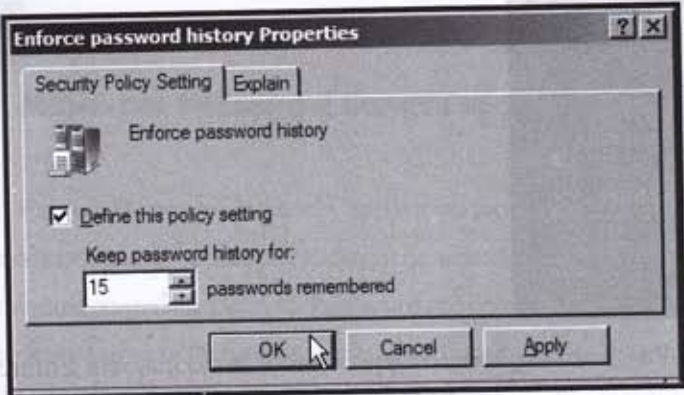 Enforce password history Properties
Security Policy Setting
Explain
Enforce password history
Define this policy setting
Keep password history for:
15 passwords remembered
OK
Cancel
Apply